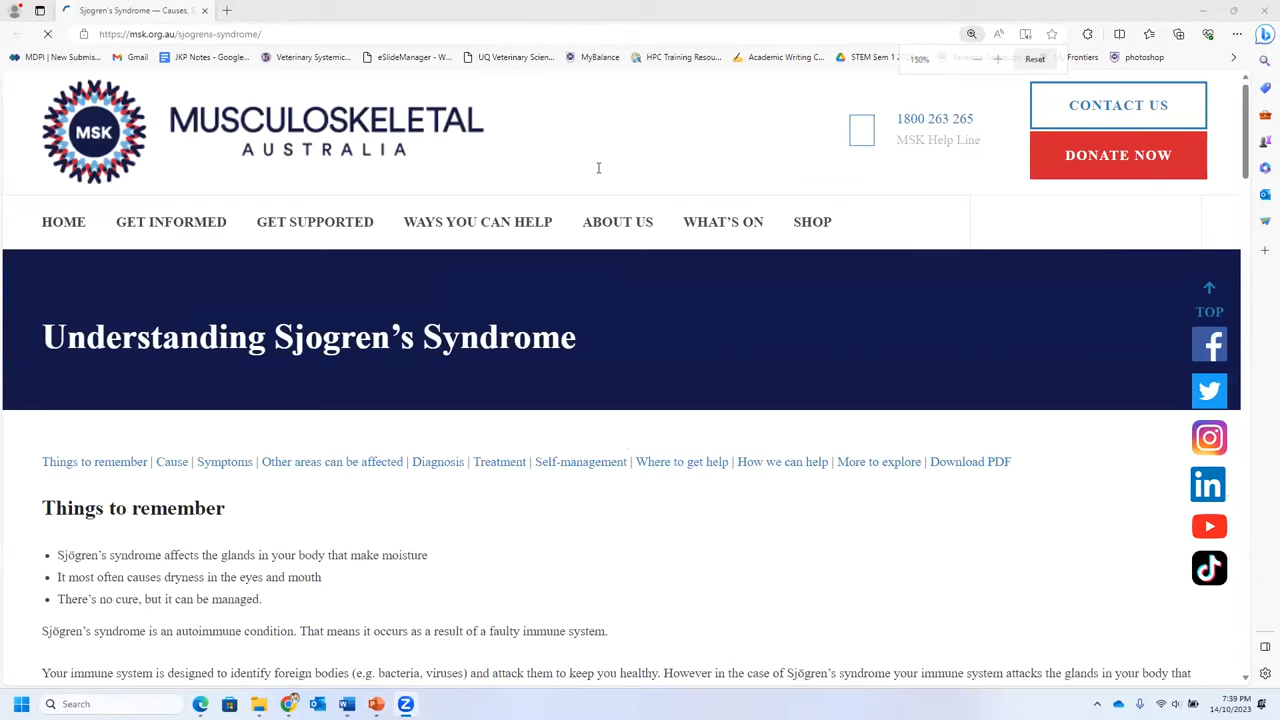 Sjogren's Syndrome — Causes,
https://msk.org.au/sjogrens-syndrome/
MDPI | New Submis...
Gmail
JKP Notes - Google...
Veterinary Systemic...
eSlideManager - W...
UQ Veterinary Scien...
MyBalance
HPC Training Resou...
Academic Writing C...
STEM Sem 1
My Frontiers
photoshop
150%
Reset
MSK
MUSCULOSKELETAL
AUSTRALIA
1800 263 265
MSK Help Line
CONTACT US
DONATE NOW
HOME GET INFORMED GET SUPPORTED WAYS YOU CAN HELP ABOUT US WHAT'S ON SHOP
Understanding Sjogren's Syndrome
TOP
Things to remember | Cause | Symptoms | Other areas can be affected | Diagnosis | Treatment | Self-management | Where to get help | How we can help | More to explore | Download PDF
Things to remember
• Sjögren's syndrome affects the glands in your body that make moisture
• It most often causes dryness in the eyes and mouth
• There's no cure, but it can be managed.
Sjögren's syndrome is an autoimmune condition. That means it occurs as a result of a faulty immune system.
Your immune system is designed to identify foreign bodies (e.g. bacteria, viruses) and attack them to keep you healthy. However in the case of Sjögren's syndrome your immune system attacks the glands in your body that
Search
7:39 PM
14/10/2023